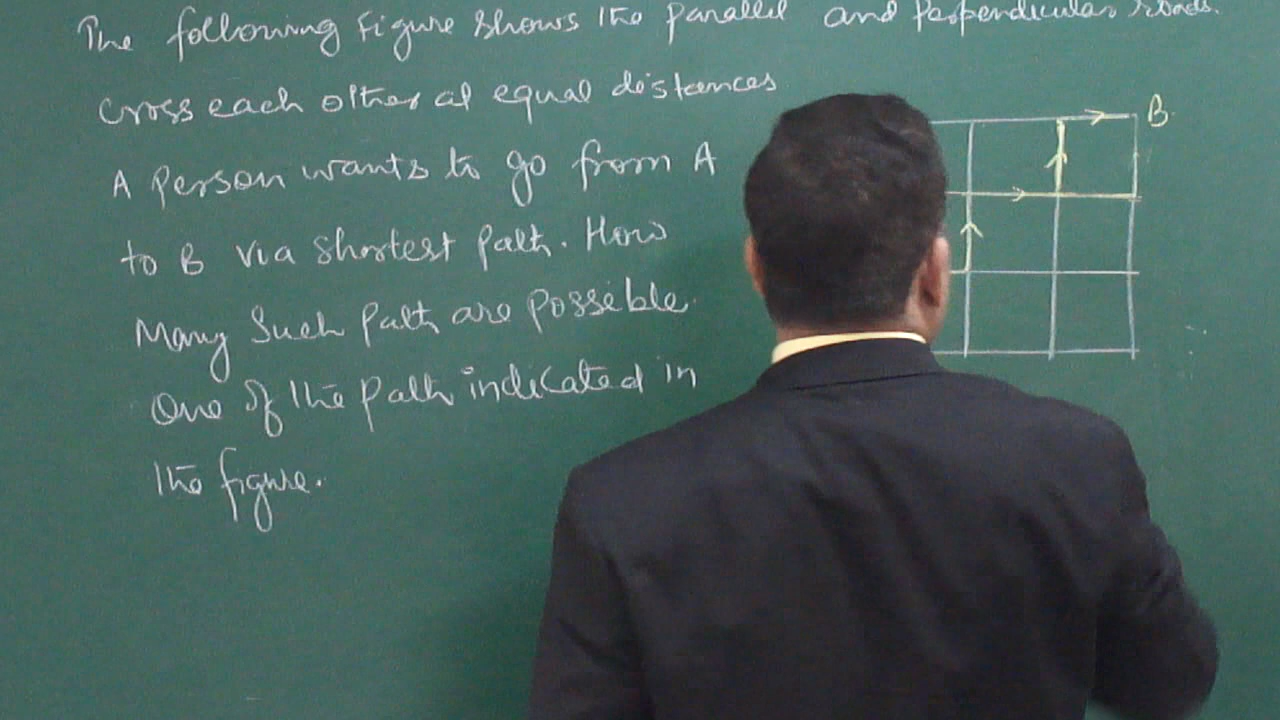 The following Figure shows the parallel and Perpendicular roads.
cross each other at equal distances
A Person wants to go from A
to B via shortest path. How
Many Such Path are possible
One of the path indicated in
the figure.
B